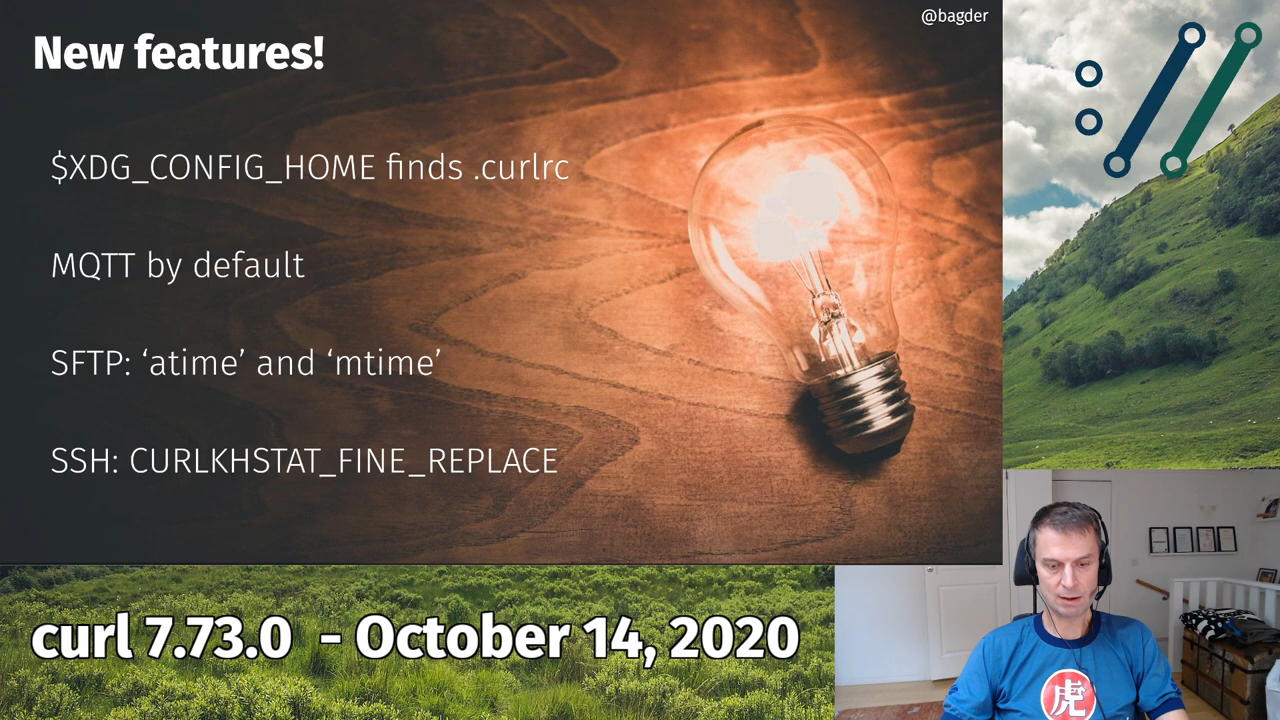 @bagder
New features!
$XDG_CONFIG_HOME finds .curlrc
MQTT by default
SFTP: ‘atime’ and ‘mtime’
SSH: CURLKHSTAT_FINE_REPLACE
curl 7.73.0 - October 14, 2020
虎